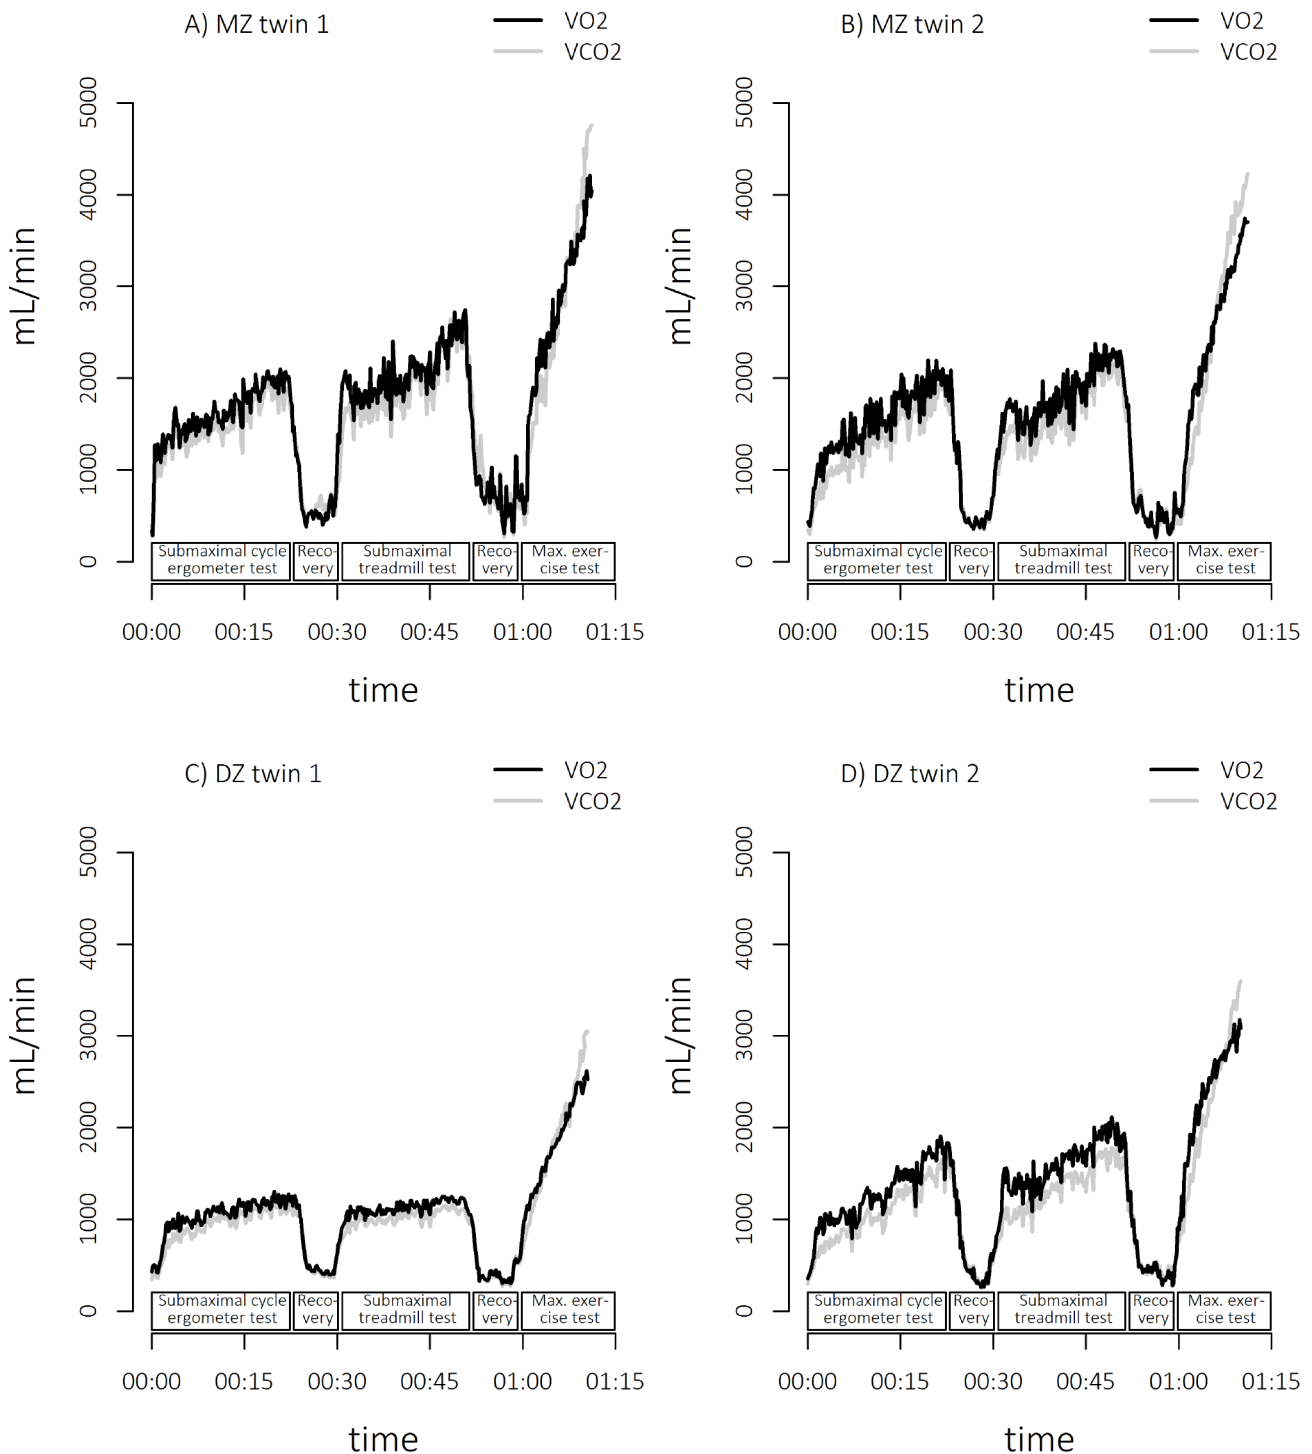 A) MZ twin 1
VO2
VCO2
mL/min
5000
4000
3000
2000
1000
0
Submaximal cycle
ergometer test
Reco-
very
Submaximal
treadmill test
Reco-
very
Max. exer-
cise test
00:00 00:15 00:30 00:45 01:00 01:15
time
B) MZ twin 2
VO2
VCO2
mL/min
5000
4000
3000
2000
1000
0
Submaximal cycle
ergometer test
Reco-
very
Submaximal
treadmill test
Reco-
very
Max. exer-
cise test
00:00 00:15 00:30 00:45 01:00 01:15
time
C) DZ twin 1
VO2
VCO2
mL/min
5000
4000
3000
2000
1000
0
Submaximal cycle
ergometer test
Reco-
very
Submaximal
treadmill test
Reco-
very
Max. exer-
cise test
00:00 00:15 00:30 00:45 01:00 01:15
time
D) DZ twin 2
VO2
VCO2
mL/min
5000
4000
3000
2000
1000
0
Submaximal cycle
ergometer test
Reco-
very
Submaximal
treadmill test
Reco-
very
Max. exer-
cise test
00:00 00:15 00:30 00:45 01:00 01:15
time